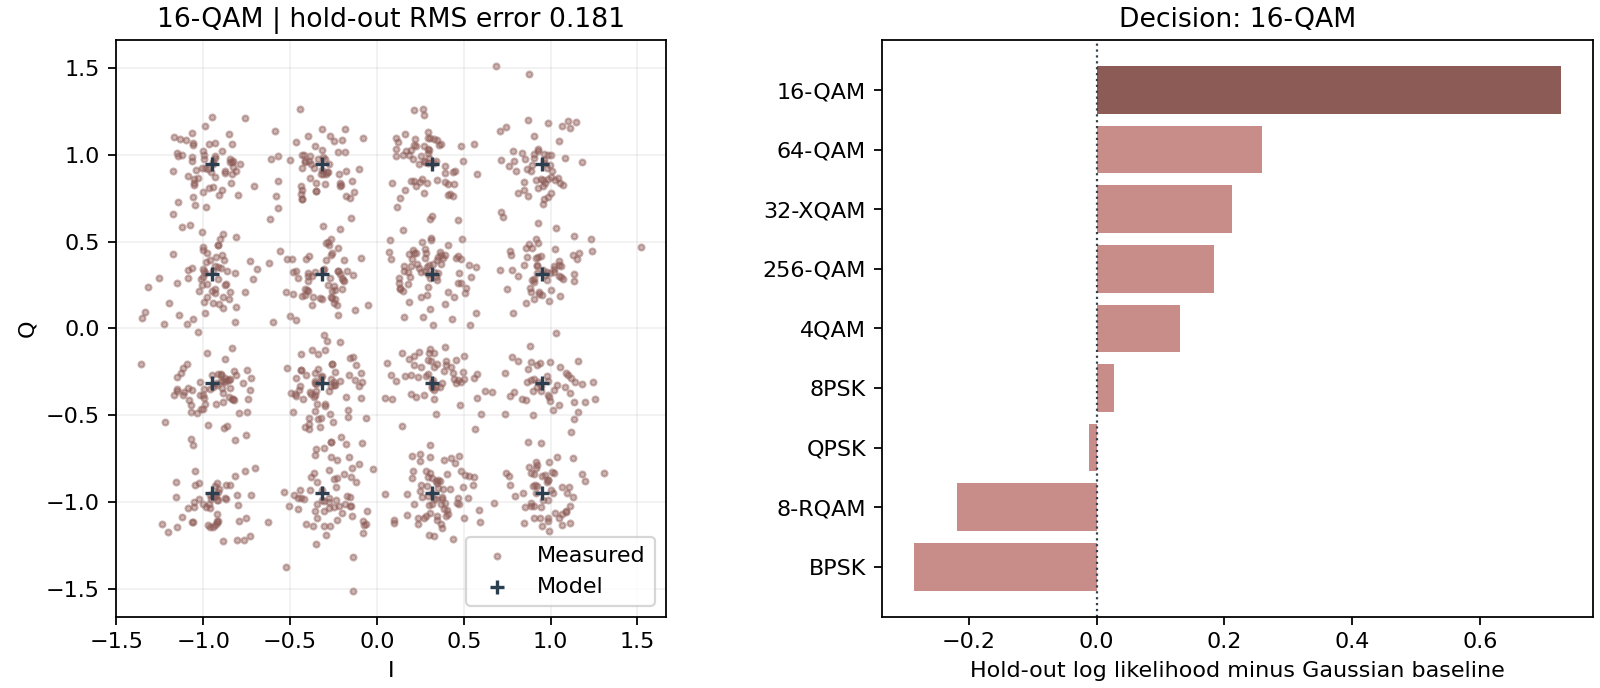 16-QAM | hold-out RMS error 0.181
1.5
1.0
0.5
0.0
−0.5
−1.0
−1.5
Q
−1.5 −1.0 −0.5 0.0 0.5 1.0 1.5
I
Measured
Model
Decision: 16-QAM
16-QAM
64-QAM
32-XQAM
256-QAM
4QAM
8PSK
QPSK
8-RQAM
BPSK
−0.2 0.0 0.2 0.4 0.6
Hold-out log likelihood minus Gaussian baseline